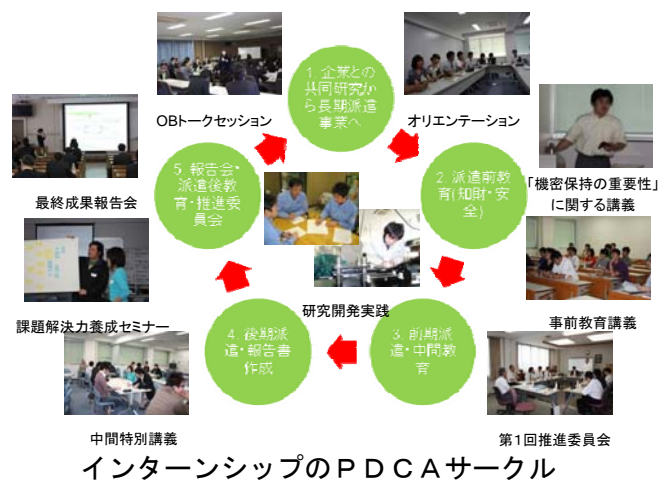 1. 企業との
共同研究か
ら長期派遣
事業へ
OBトークセッション
オリエンテーション
2. 派遣前教
育(知財・安
全)
「機密保持の重要性」
に関する講義
5. 報告会・
派遣後教
育・推進委
員会
最終成果報告会
課題解決力養成セミナー
研究開発実践
事前教育講義
4. 後期派
遣・報告書
作成
3. 前期派
遣・中間教
育
中間特別講義
第1回推進委員会
インターンシップのPDCAサークル